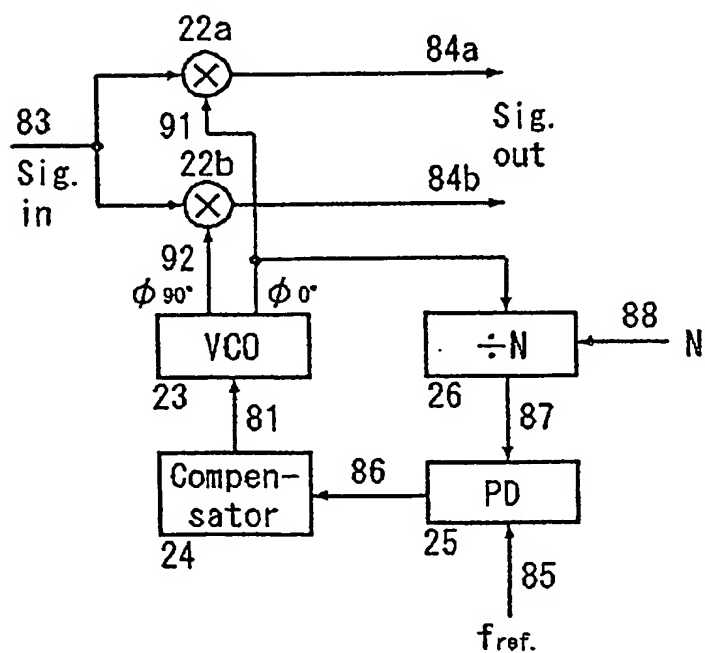 22a
84a
83
Sig.
in
91
Sig.
out
22b
84b
92
ϕ90°
ϕ0°
88
N
VCO
÷N
23
81
26
87
Compen-
sator
86
PD
24
25
85
fref.